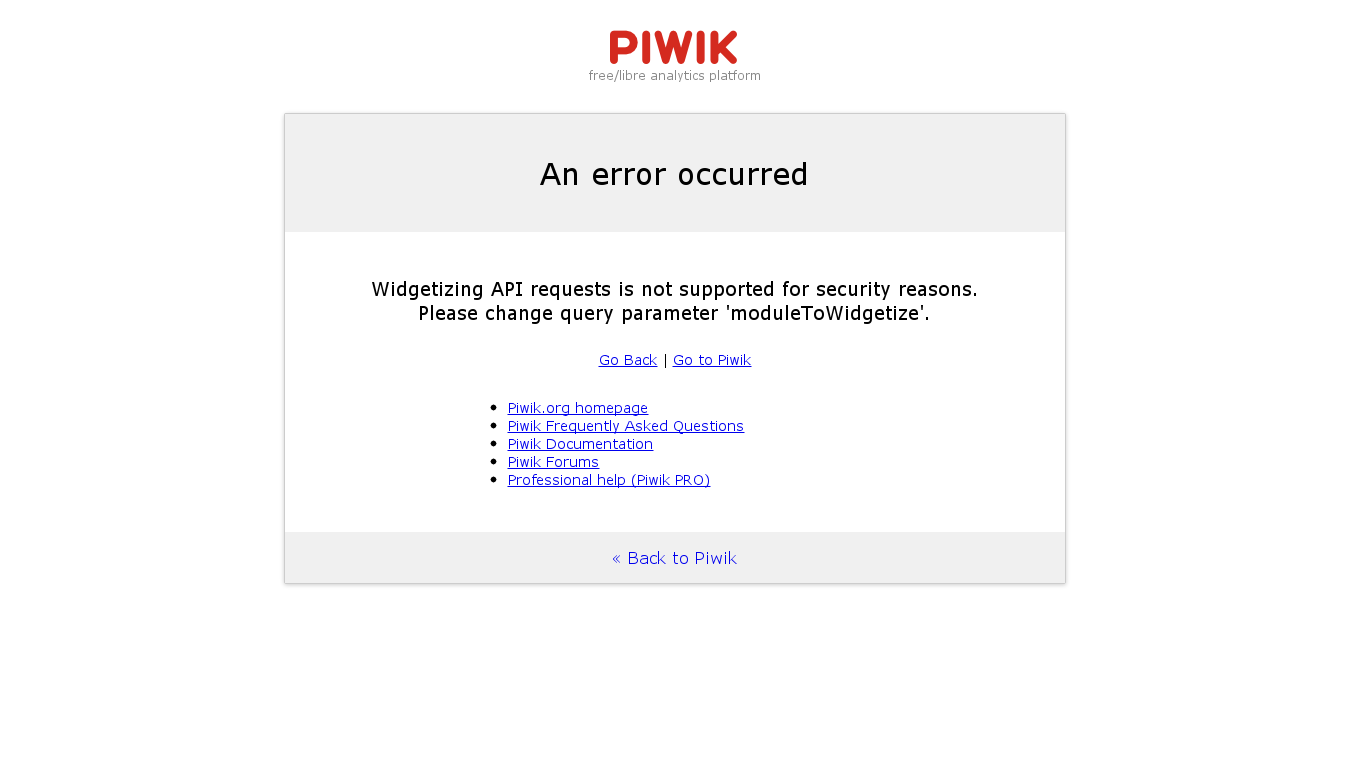 PIWIK
free/libre analytics platform
An error occurred
Widgetizing API requests is not supported for security reasons.
Please change query parameter 'moduleToWidgetize'.
Go Back | Go to Piwik
Piwik.org homepage
Piwik Frequently Asked Questions
Piwik Documentation
Piwik Forums
Professional help (Piwik PRO)
« Back to Piwik